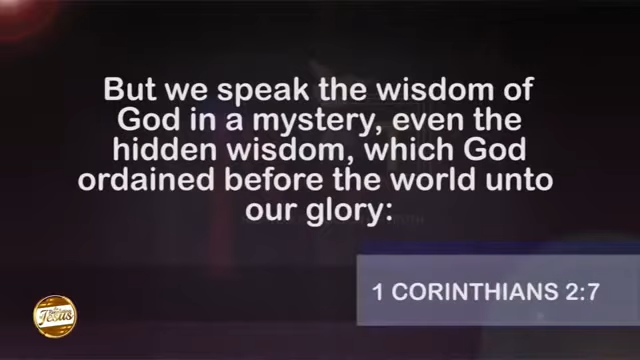 But we speak the wisdom of
God in a mystery, even the
hidden wisdom, which God
ordained before the world unto
our glory:
1 CORINTHIANS 2:7
Jesus